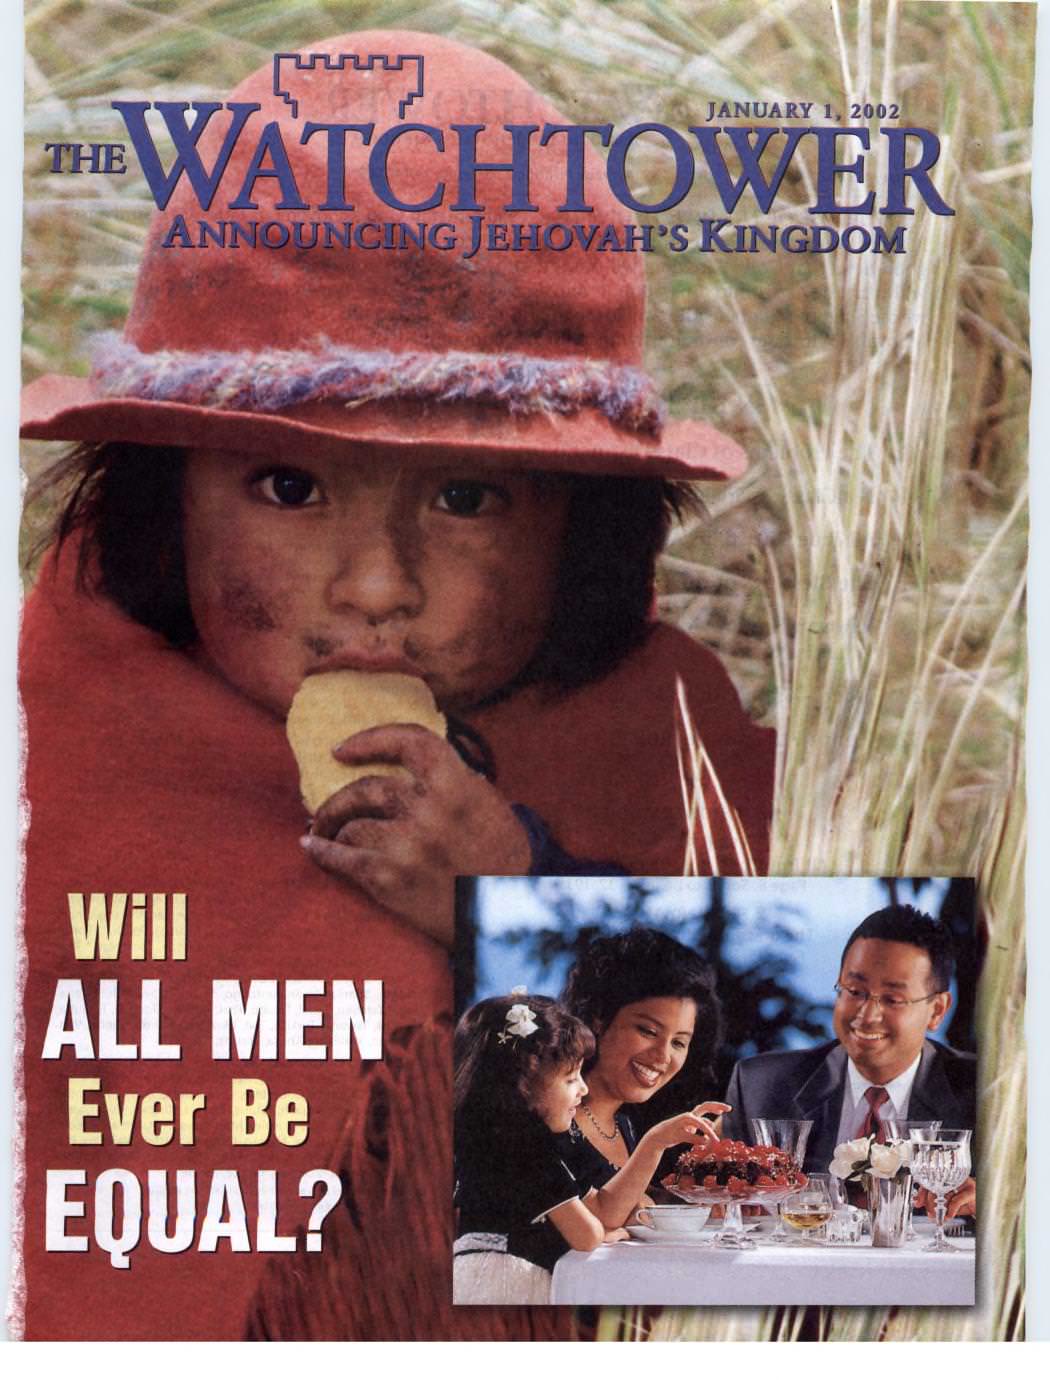 JANUARY 1, 2002
THE WATCHTOWER
ANNOUNCING JEHOVAH'S KINGDOM
Will
ALL MEN
Ever Be
EQUAL?